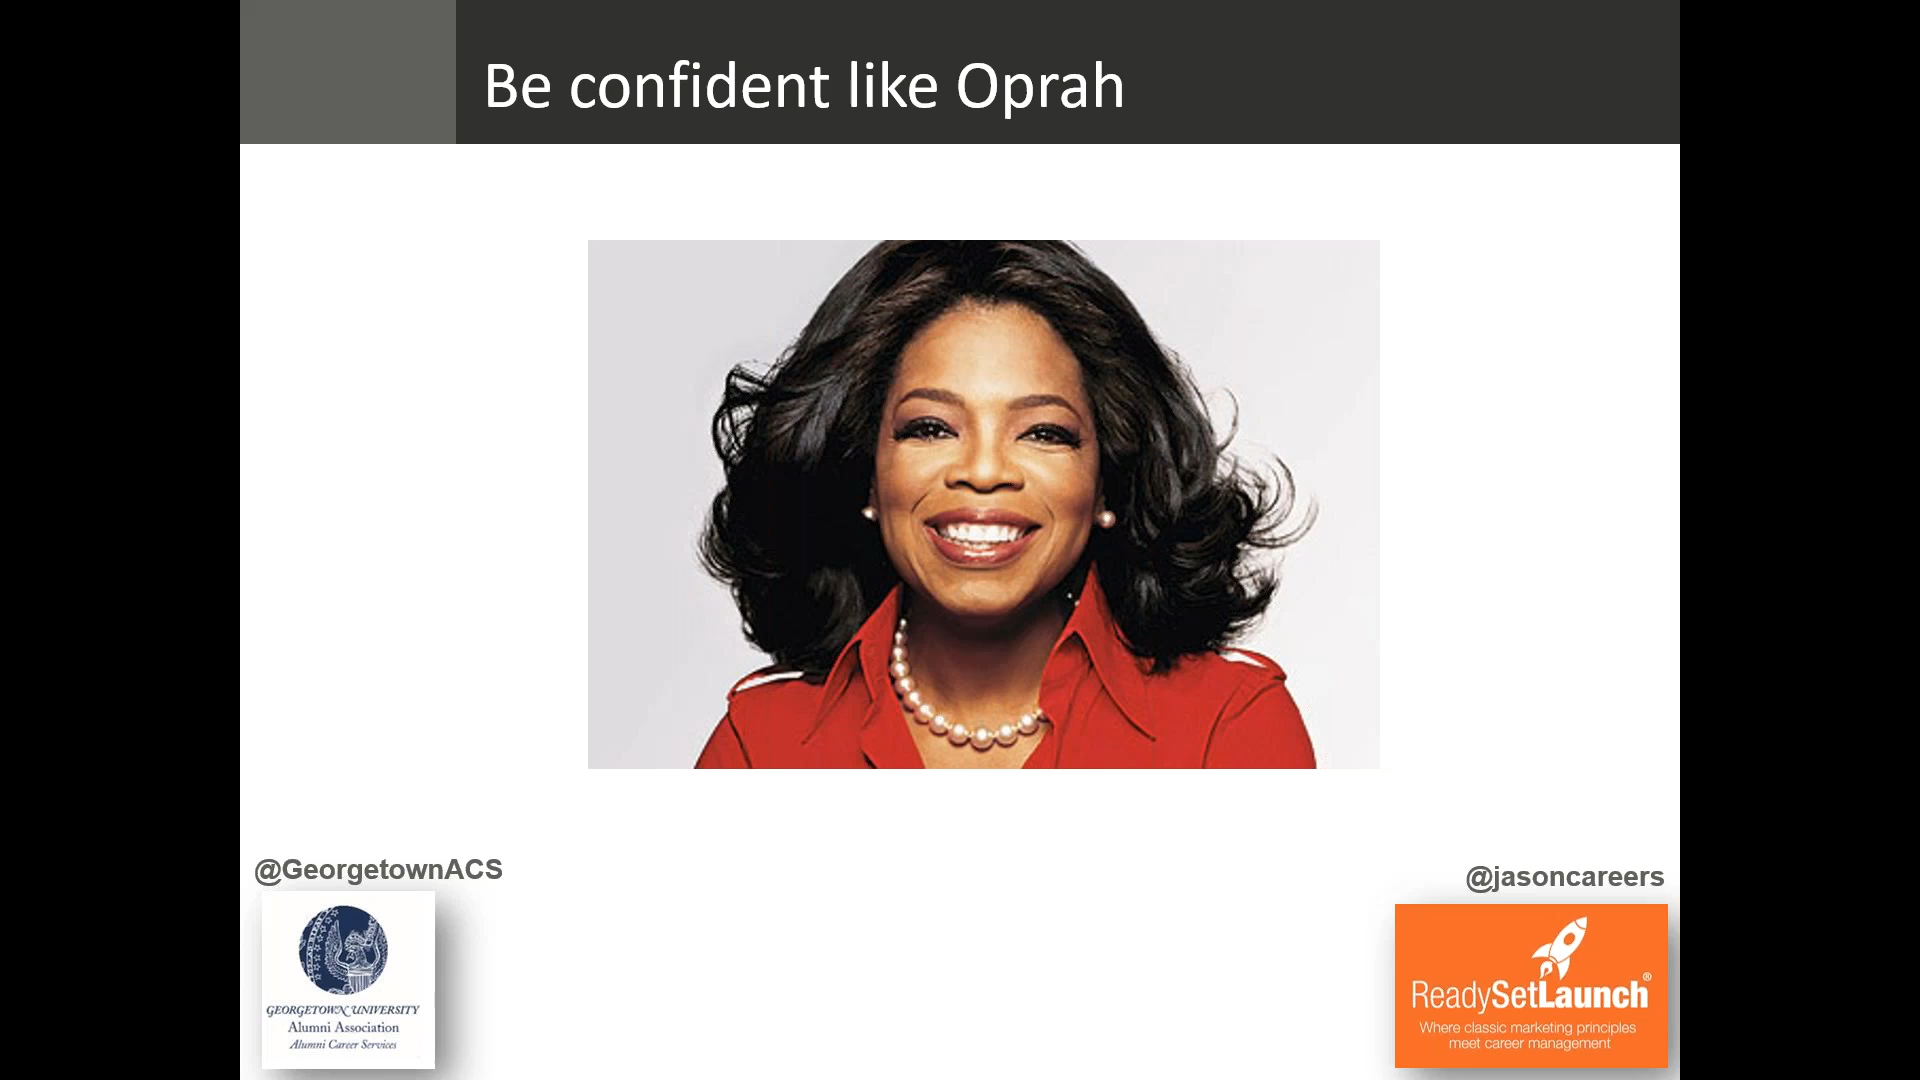 Be confident like Oprah
@GeorgetownACS
GEORGETOWN UNIVERSITY
Alumni Association
Alumni Career Services
@jasoncareers
ReadySetLaunch®
Where classic marketing principles
meet career management